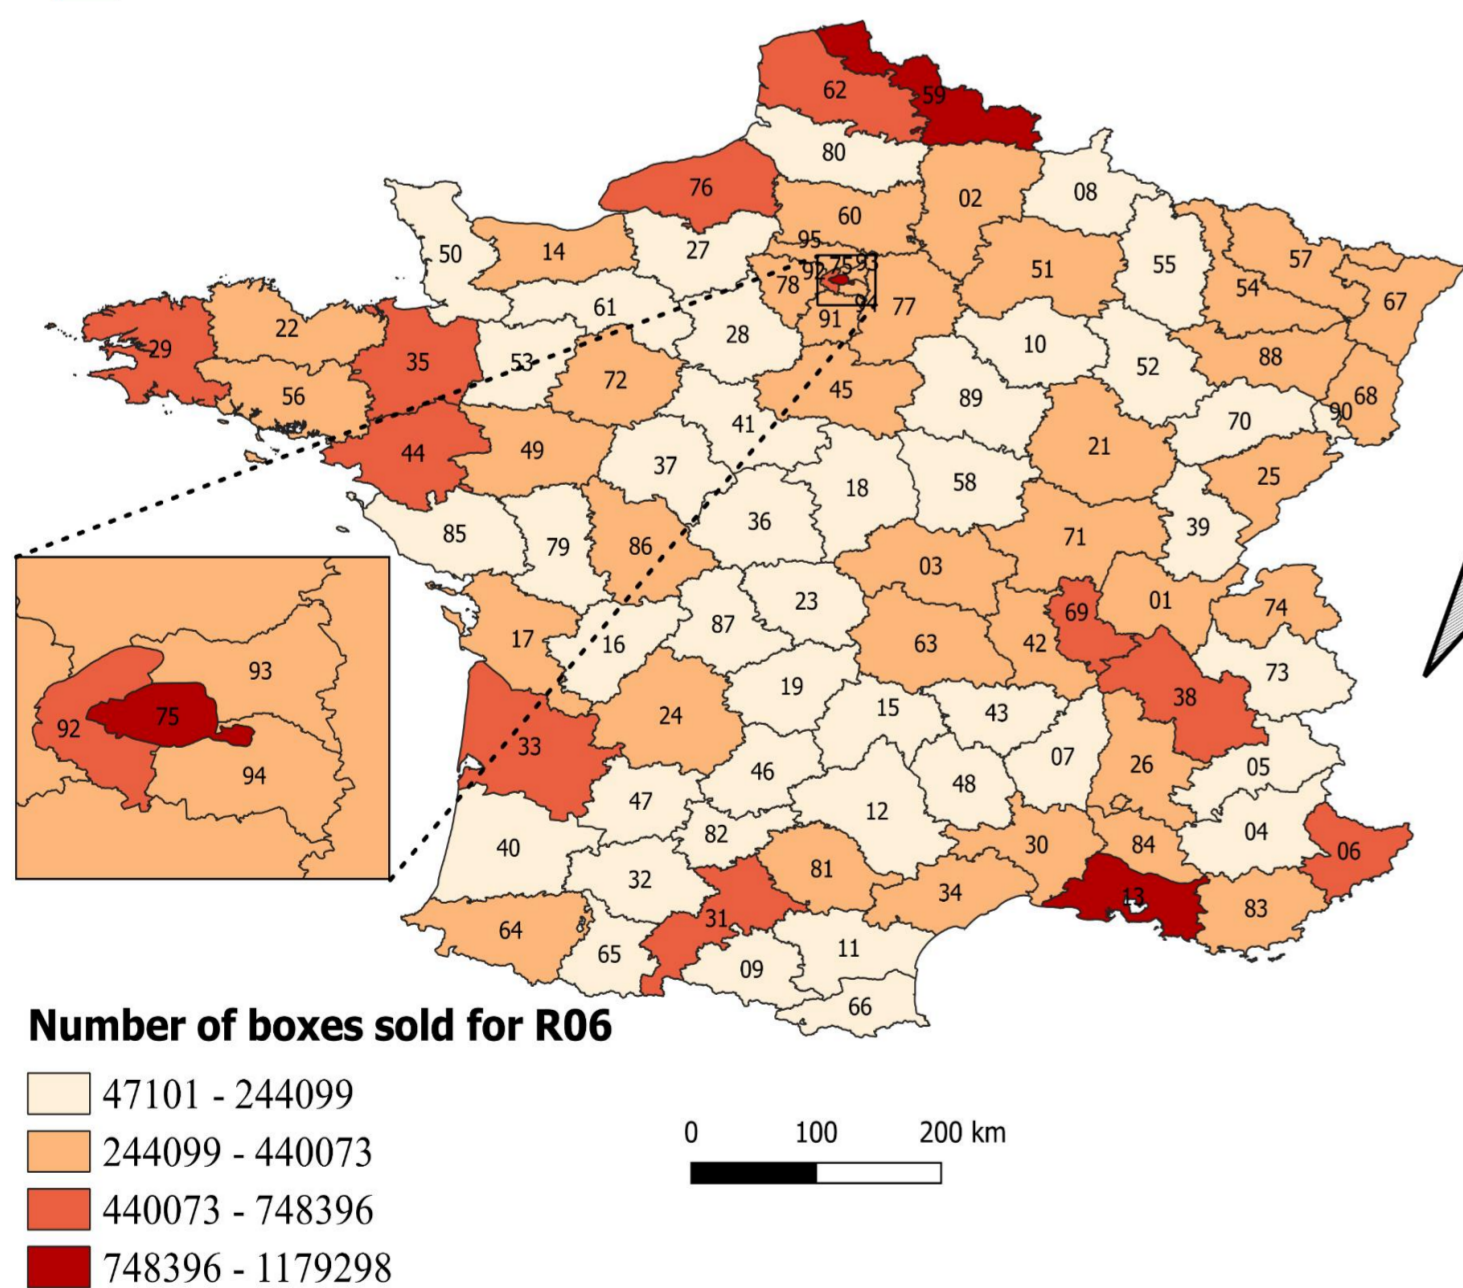 62 59
80
76 02 08
60
50 14 27 95 51 55 57
92 75 93 54
78 94 77 67
22 61 91
29 35 53 28 10 88
56 72 45 89 52 90 68
44 49 41 21 70
37 18 58 25
85 79 86 36 71 39
03
93 17 16 87 23 63 42 69 01 74
75 92 24 19 38 73
94 33 15 43
46 07 26 05
47 82 12 48 04
40 32 81 30 84 06
64 31 34 13 83
65 09 11
66
Number of boxes sold for R06
47101 - 244099
244099 - 440073
440073 - 748396
748396 - 1179298
0 100 200 km